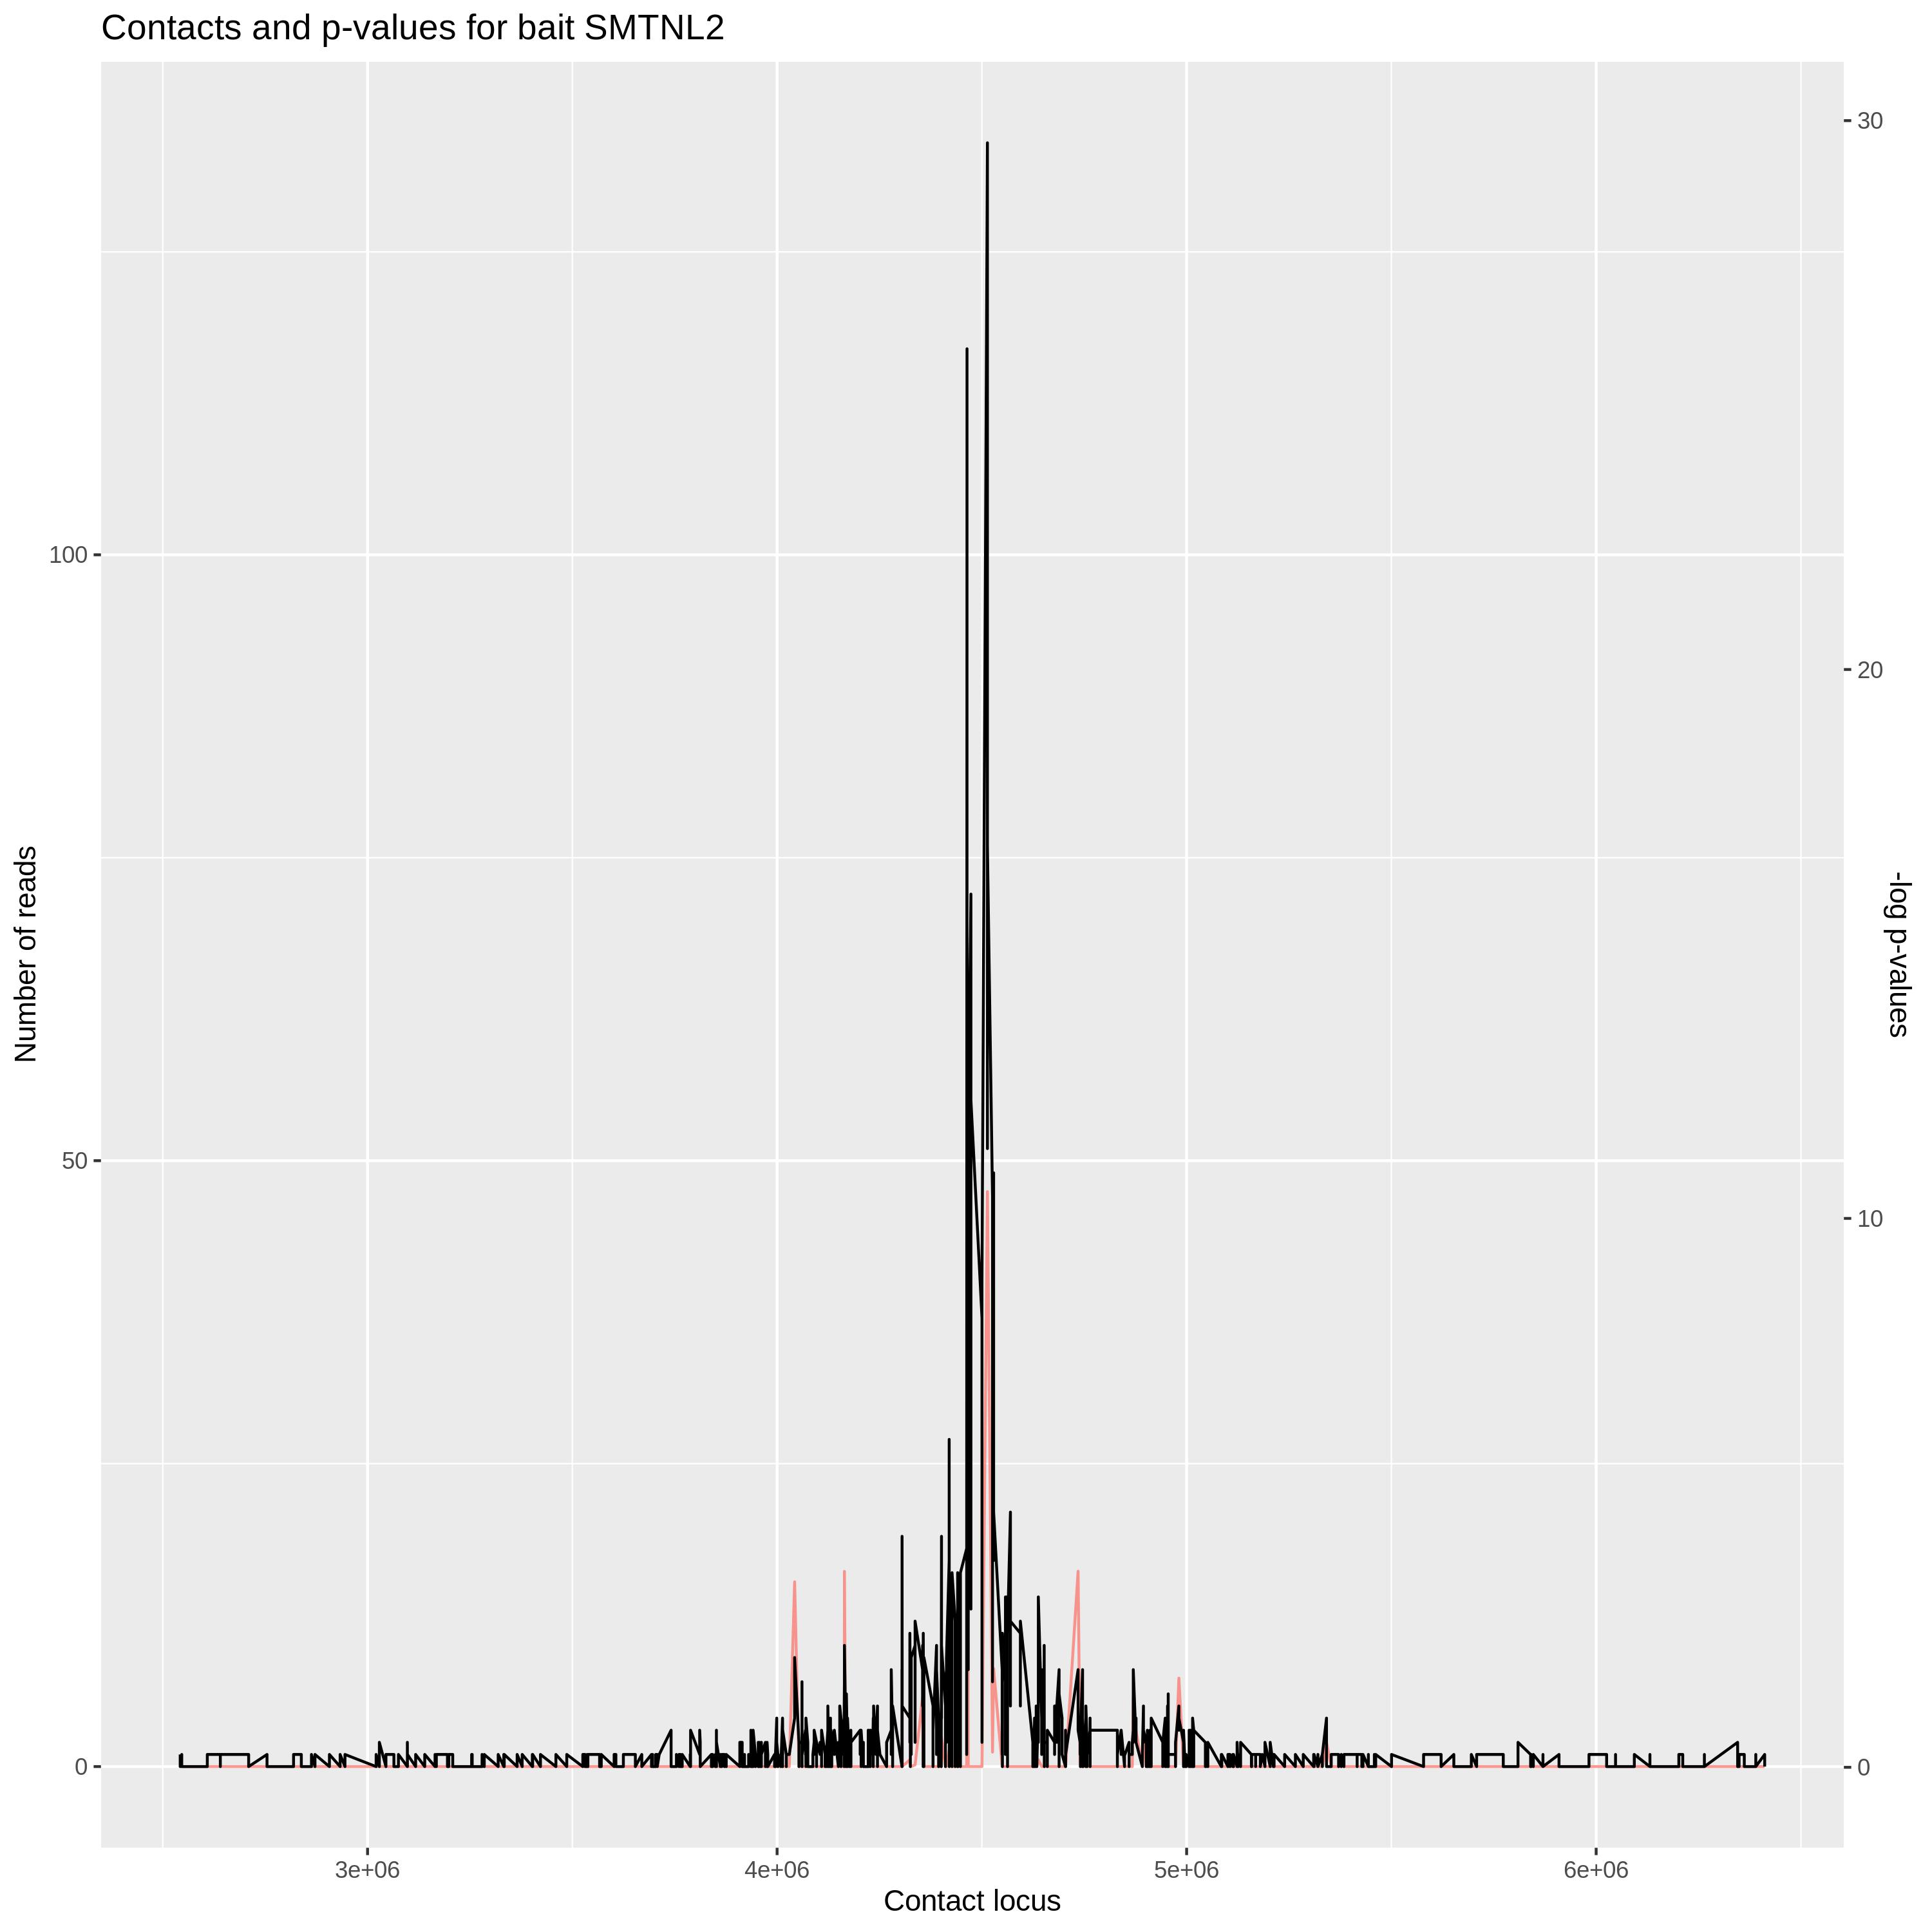 Contacts and p-values for bait SMTNL2
30
100
20
Number of reads
-log p-values
50
10
0
0
3e+06
4e+06
5e+06
6e+06
Contact locus